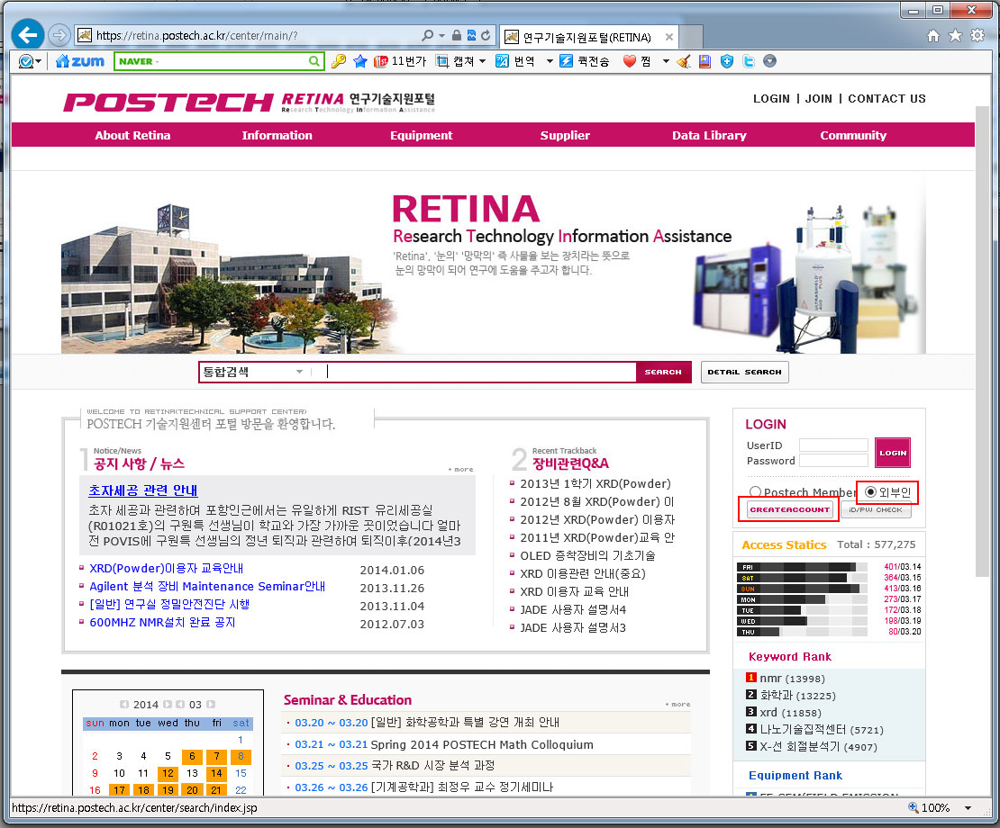 https://retina.postech.ac.kr/center/main/?
연구기술지원포털(RETINA)
zum
NAVER
11번가
캡쳐
번역
퀵전송
찜
POSTECH RETINA 연구기술지원포털
Research Technology Information Assistance
LOGIN | JOIN | CONTACT US
About Retina
Information
Equipment
Supplier
Data Library
Community
RETINA
Research Technology Information Assistance
'Retina', '눈의' '망막의' 즉 사물을 보는 장치라는 뜻으로
눈의 망막이 되어 연구에 도움을 주고자 합니다.
ULTRASHIELD
400 PLUS
통합검색
SEARCH
DETAIL SEARCH
WELCOME TO RETINA(TECHNICAL SUPPORT CENTER)
POSTECH 기술지원센터 포털 방문을 환영합니다.
1 Notice/News
공지 사항 / 뉴스
+ more
초자세공 관련 안내
초자 세공과 관련하여 포항인근에서는 유일하게 RIST 유리세공실
(R01021호)의 구원특 선생님이 학교와 가장 가까운 곳이었습니다 얼마
전 POVIS에 구원특 선생님의 정년 퇴직과 관련하여 퇴직이후(2014년3
XRD(Powder)이용자 교육안내 2014.01.06
Agilent 분석 장비 Maintenance Seminar안내 2013.11.26
[일반] 연구실 정밀안전진단 시행 2013.11.04
600MHZ NMR설치 완료 공지 2012.07.03
2 Recent Trackback
장비관련Q&A
2013년 1학기 XRD(Powder)
2012년 8월 XRD(Powder) 이
2012년 XRD(Powder) 이용자
2011년 XRD(Powder)교육 안
OLED 증착장비의 기초기술
XRD 이용관련 안내(중요)
XRD 이용자 교육 안내
JADE 사용자 설명서4
JADE 사용자 설명서3
LOGIN
UserID
Password
LOGIN
Postech Member
외부인
CREATEACCOUNT
ID/PW CHECK
Access Statics Total : 577,275
FRI 401/03.14
SAT 364/03.15
SUN 413/03.16
MON 273/03.17
TUE 172/03.18
WED 198/03.19
THU 80/03.20
Keyword Rank
1 nmr (13998)
2 화학과 (13225)
3 xrd (11858)
4 나노기술집적센터 (5721)
5 X-선 회절분석기 (4907)
Equipment Rank
FE-SEM(FIELD EMISSION
2014 03
sun mon tue wed thu fri sat
1
2 3 4 5 6 7 8
9 10 11 12 13 14 15
16 17 18 19 20 21 22
Seminar & Education
+ more
03.20 ~ 03.20 [일반] 화학공학과 특별 강연 개최 안내
03.21 ~ 03.21 Spring 2014 POSTECH Math Colloquium
03.25 ~ 03.25 국가 R&D 시장 분석 과정
03.26 ~ 03.26 [기계공학과] 최정우 교수 정기세미나
https://retina.postech.ac.kr/center/search/index.jsp
100%